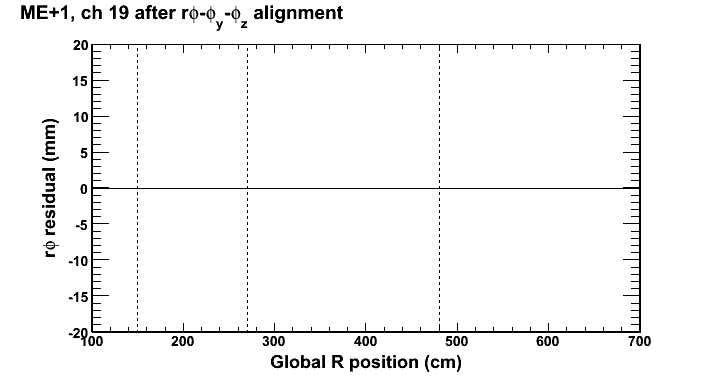 ME+1, ch 19 after rϕ-ϕy-ϕz alignment
rϕ residual (mm)
20
15
10
5
0
-5
-10
-15
-20
100 200 300 400 500 600 700
Global R position (cm)